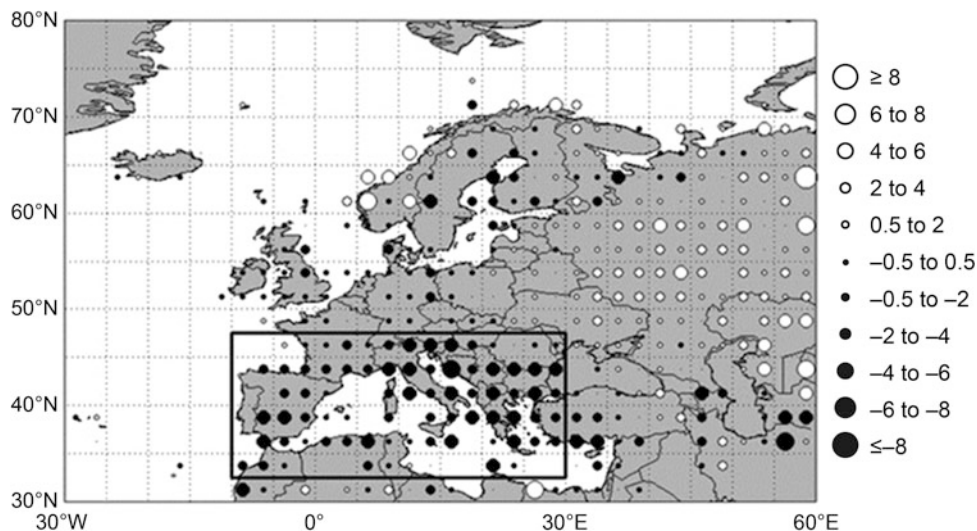 80°N
70°N
60°N
50°N
40°N
30°N
30°W
0°
30°E
60°E
≥ 8
6 to 8
4 to 6
2 to 4
0.5 to 2
–0.5 to 0.5
–0.5 to –2
–2 to –4
–4 to –6
–6 to –8
≤–8